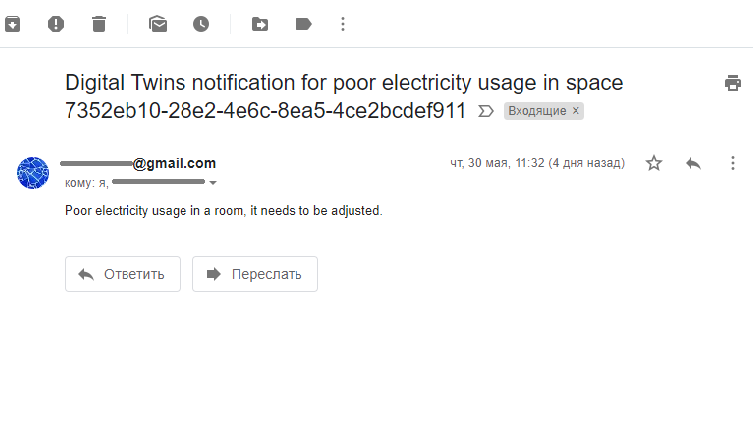 Digital Twins notification for poor electricity usage in space
7352eb10-28e2-4e6c-8ea5-4ce2bcdef911 Входящие x
@gmail.com чт, 30 мая, 11:32 (4 дня назад)
кому: я,
Poor electricity usage in a room, it needs to be adjusted.
Ответить Переслать